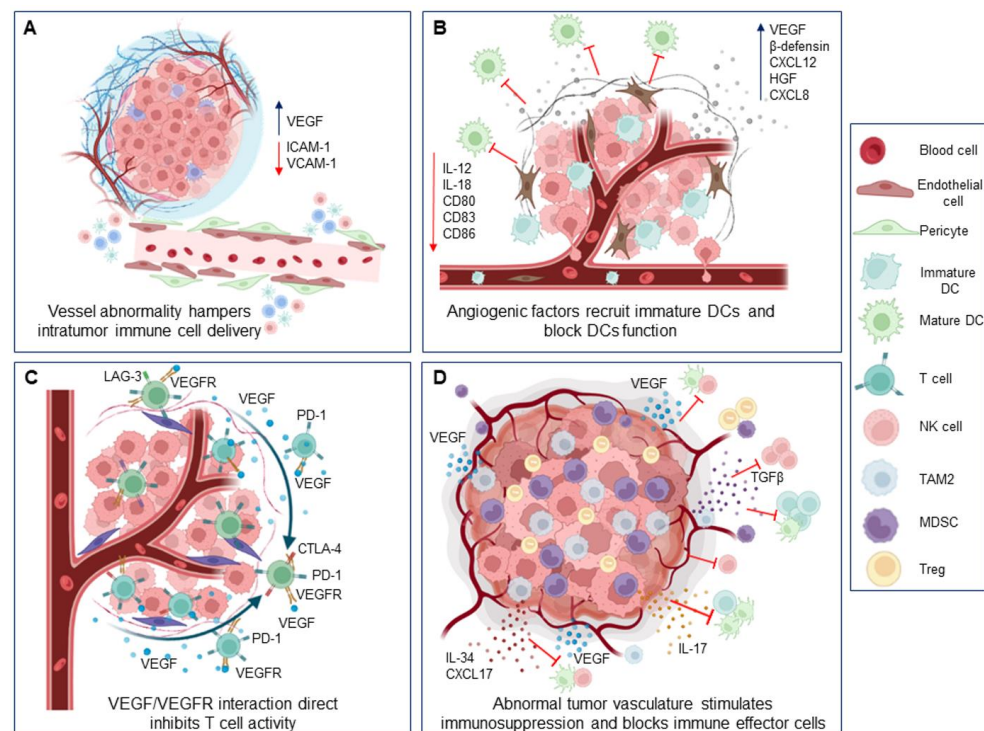 A
VEGF
ICAM-1
VCAM-1
Vessel abnormality hampers
intratumor immune cell delivery
B
VEGF
β-defensin
CXCL12
HGF
CXCL8
IL-12
IL-18
CD80
CD83
CD86
Angiogenic factors recruit immature DCs and
block DCs function
C
LAG-3
VEGFR
VEGF
PD-1
VEGF
CTLA-4
PD-1
VEGFR
VEGF
PD-1
VEGF
VEGFR
VEGF/VEGFR interaction direct
inhibits T cell activity
D
VEGF
VEGF
TGFβ
IL-17
IL-34
CXCL17
VEGF
Abnormal tumor vasculature stimulates
immunosuppression and blocks immune effector cells
Blood cell
Endothelial
cell
Pericyte
Immature
DC
Mature DC
T cell
NK cell
TAM2
MDSC
Treg